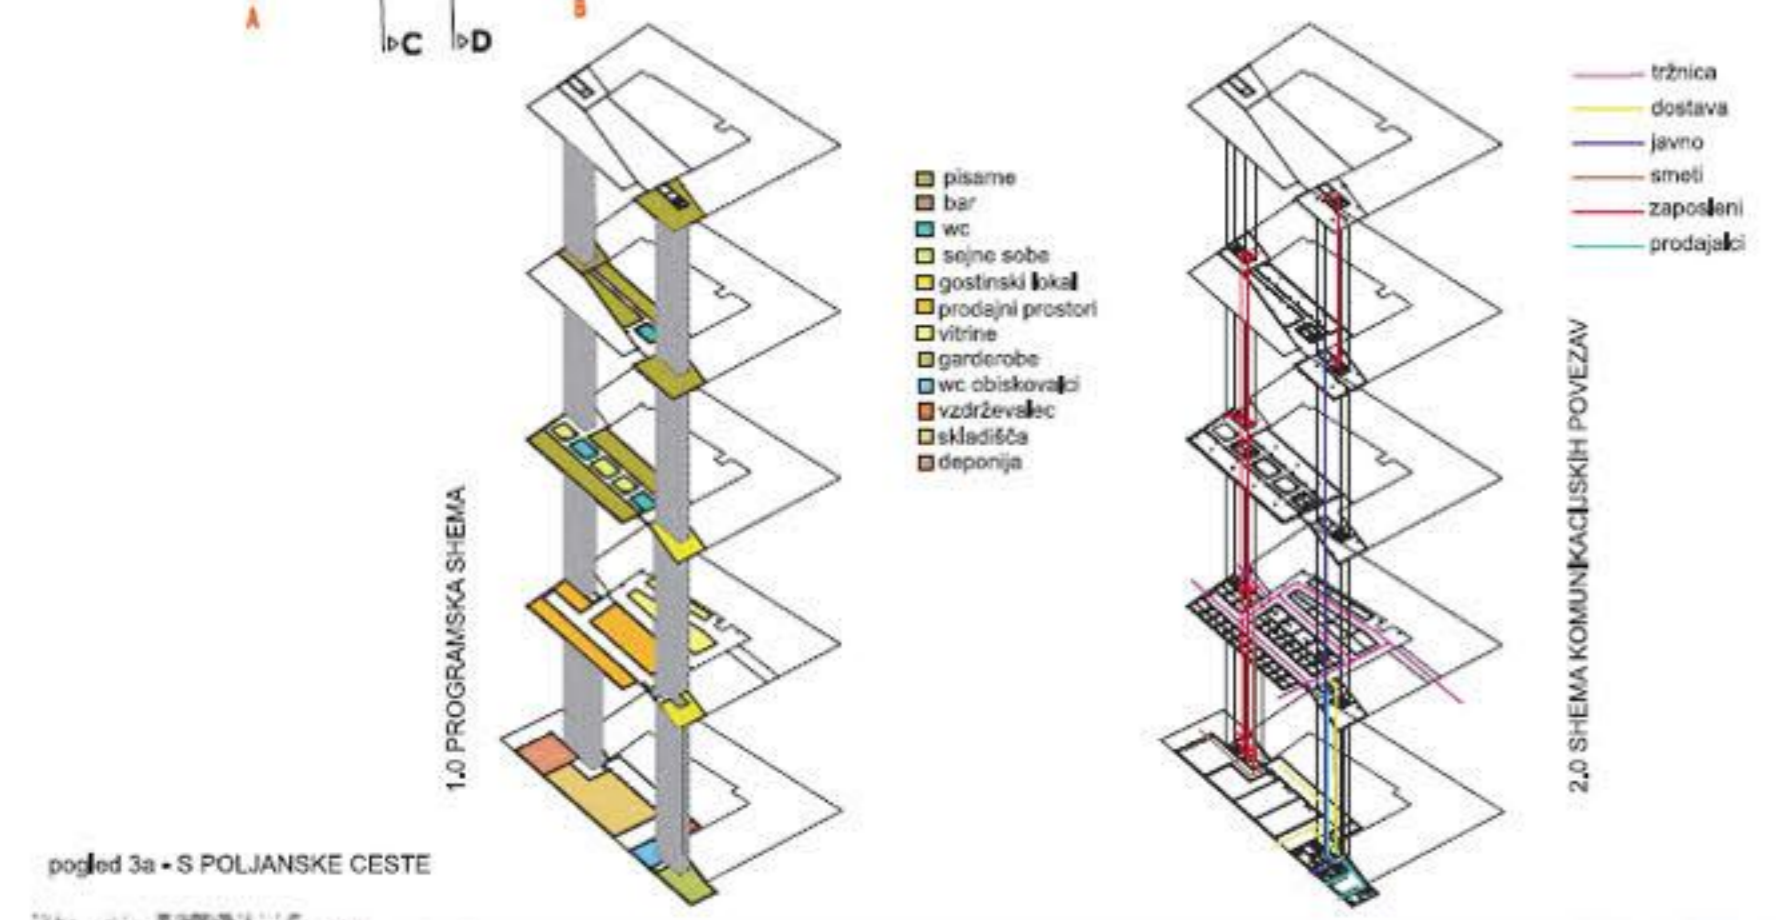 A
B
C
D
pisarne
bar
wc
sejne sobe
gostinski lokal
prodajni prostori
vitrine
garderobe
wc obiskovalci
vzdrževalec
skladišča
deponija
tržnica
dostava
javno
smeti
zaposleni
prodajalci
1.0 PROGRAMSKA SHEMA
2.0 SHEMA KOMUNIKACIJSKIH POVEZAV
pogled 3a - S POLJANSKE CESTE